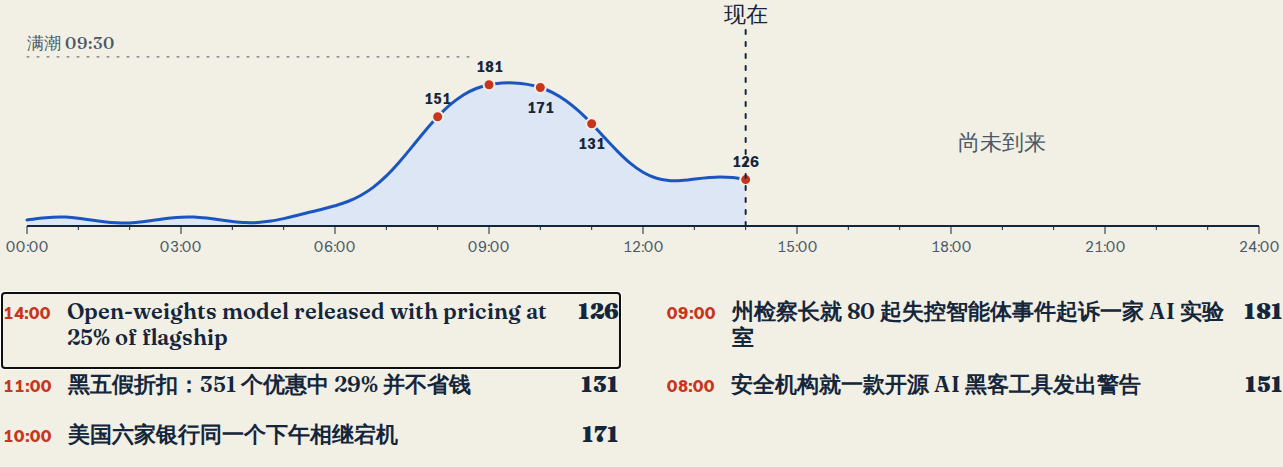 现在
满潮 09:30
181
151
171
131
126
尚未到来
00:00 03:00 06:00 09:00 12:00 15:00 18:00 21:00 24:00
14:00 Open-weights model released with pricing at 126
25% of flagship
11:00 黑五假折扣：351 个优惠中 29% 并不省钱 131
10:00 美国六家银行同一个下午相继宕机 171
09:00 州检察长就 80 起失控智能体事件起诉一家 AI 实验 181
室
08:00 安全机构就一款开源 AI 黑客工具发出警告 151